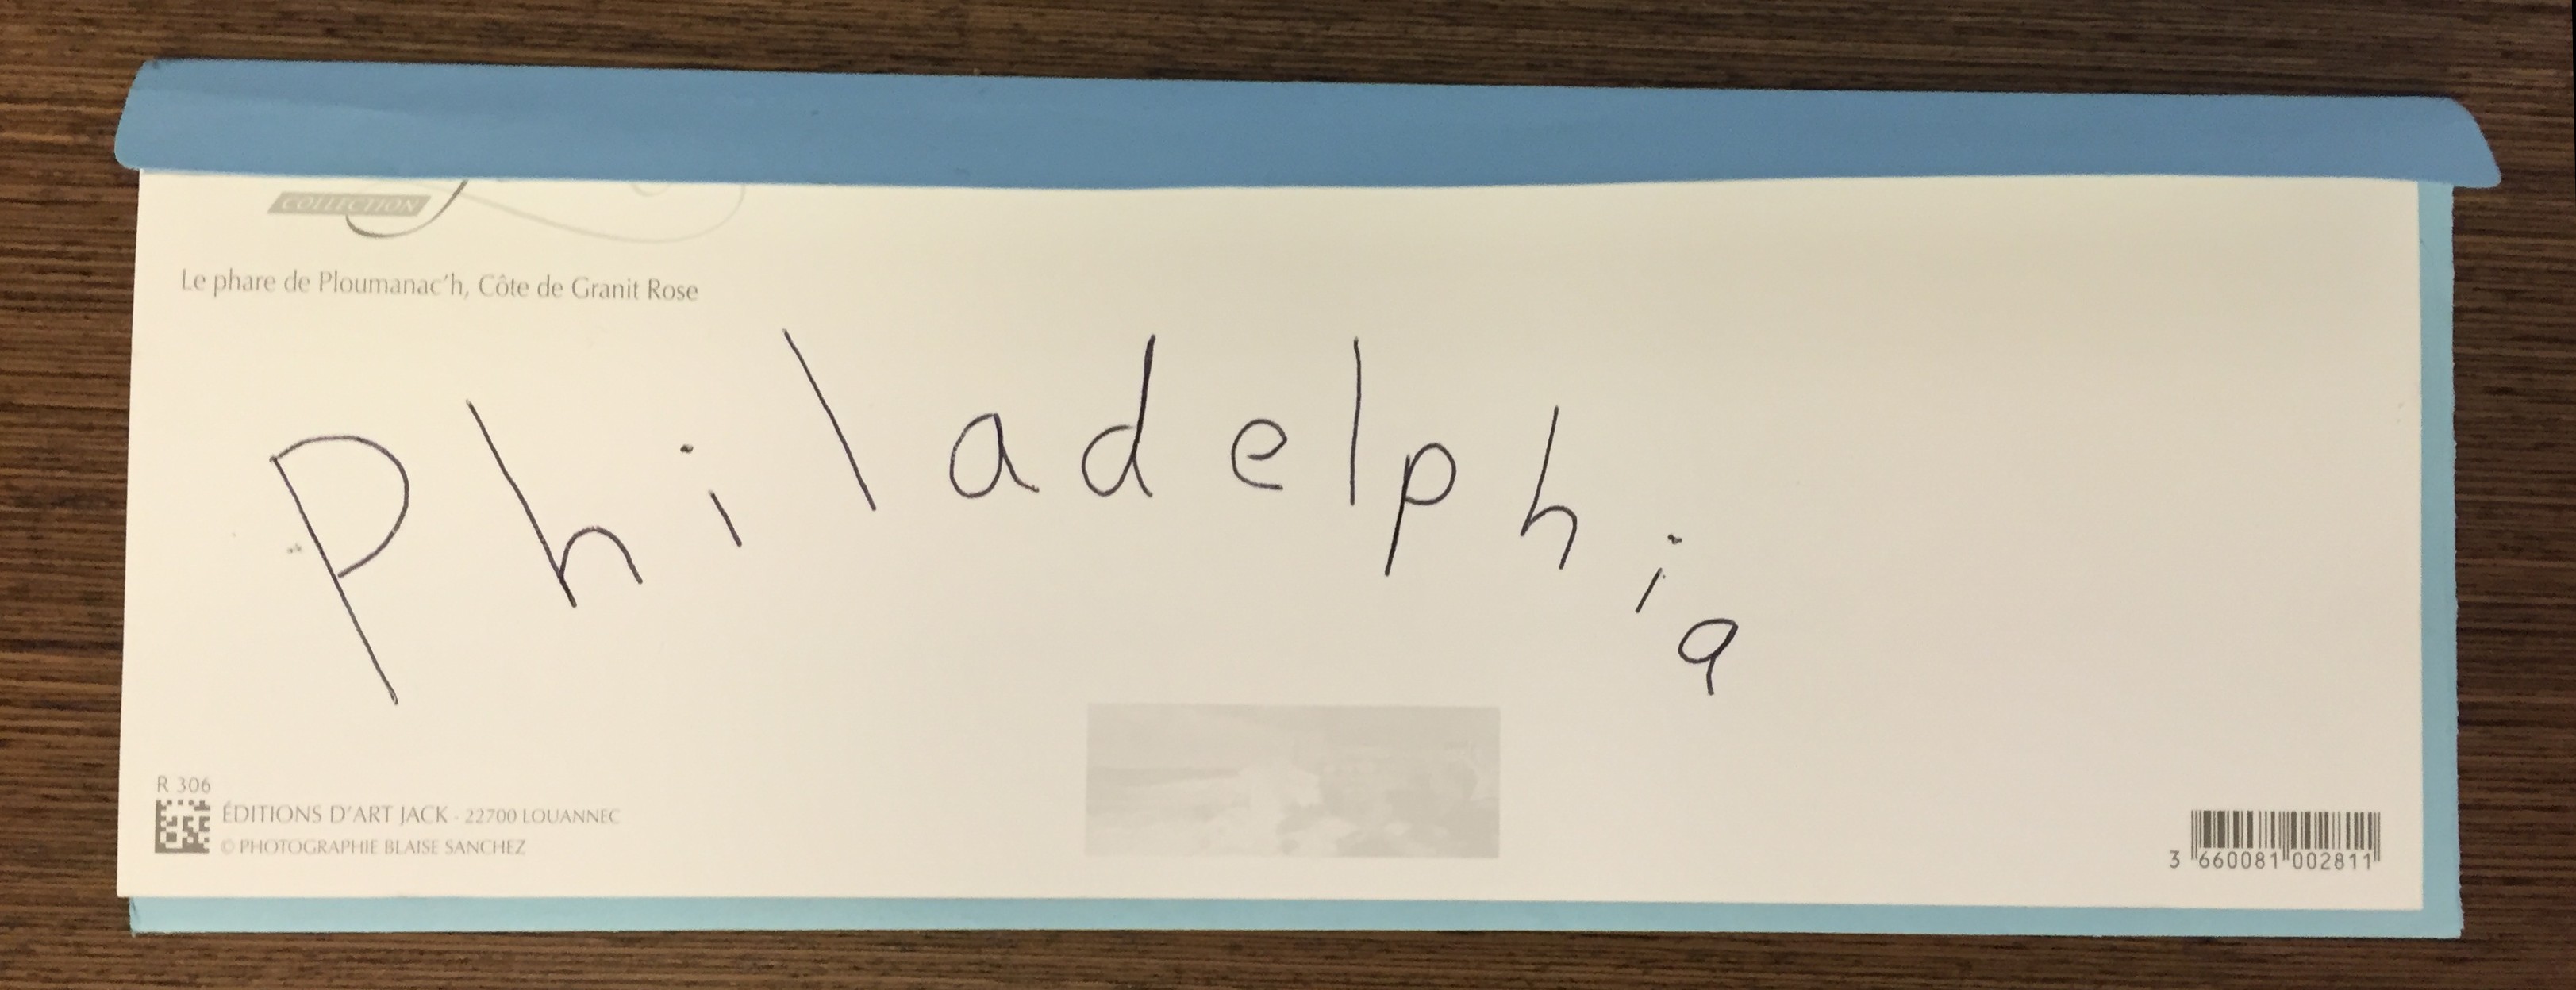 COLLECTION
Le phare de Ploumanac'h, Côte de Granit Rose
Philadelphia
R 306
ÉDITIONS D'ART JACK - 22700 LOUANNEC
© PHOTOGRAPHIE BLAISE SANCHEZ
3 660081 002811